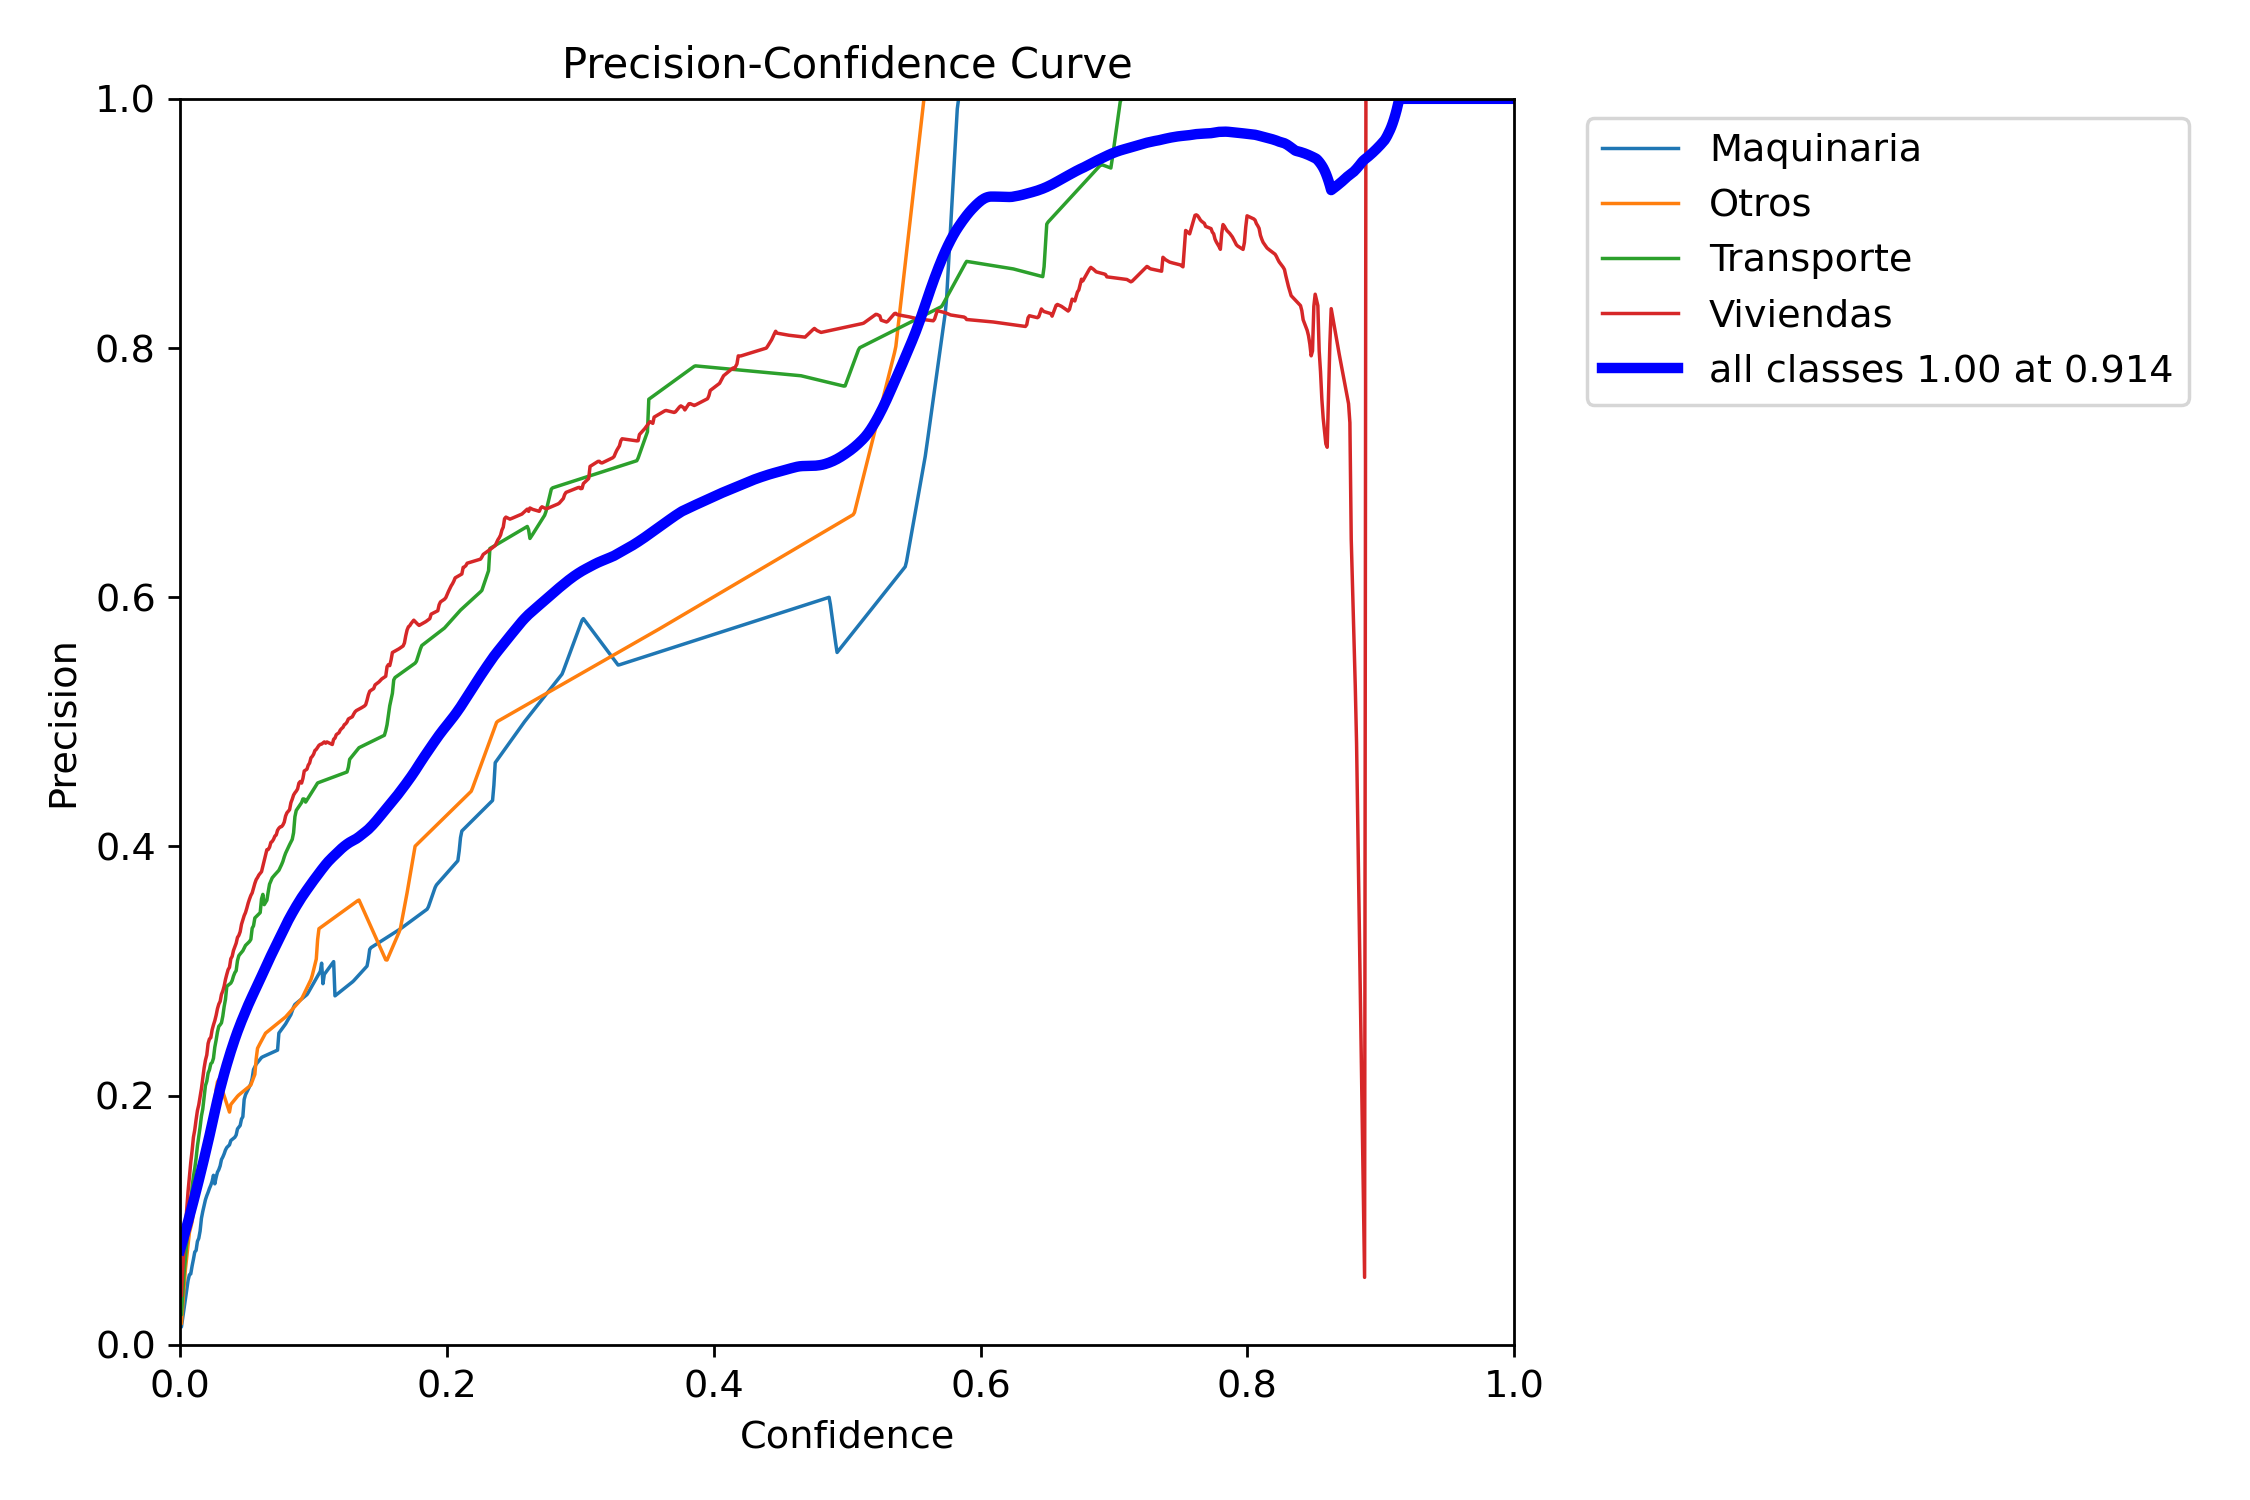 Precision-Confidence Curve
1.0
0.8
0.6
0.4
0.2
0.0
Precision
0.0 0.2 0.4 0.6 0.8 1.0
Confidence
Maquinaria
Otros
Transporte
Viviendas
all classes 1.00 at 0.914